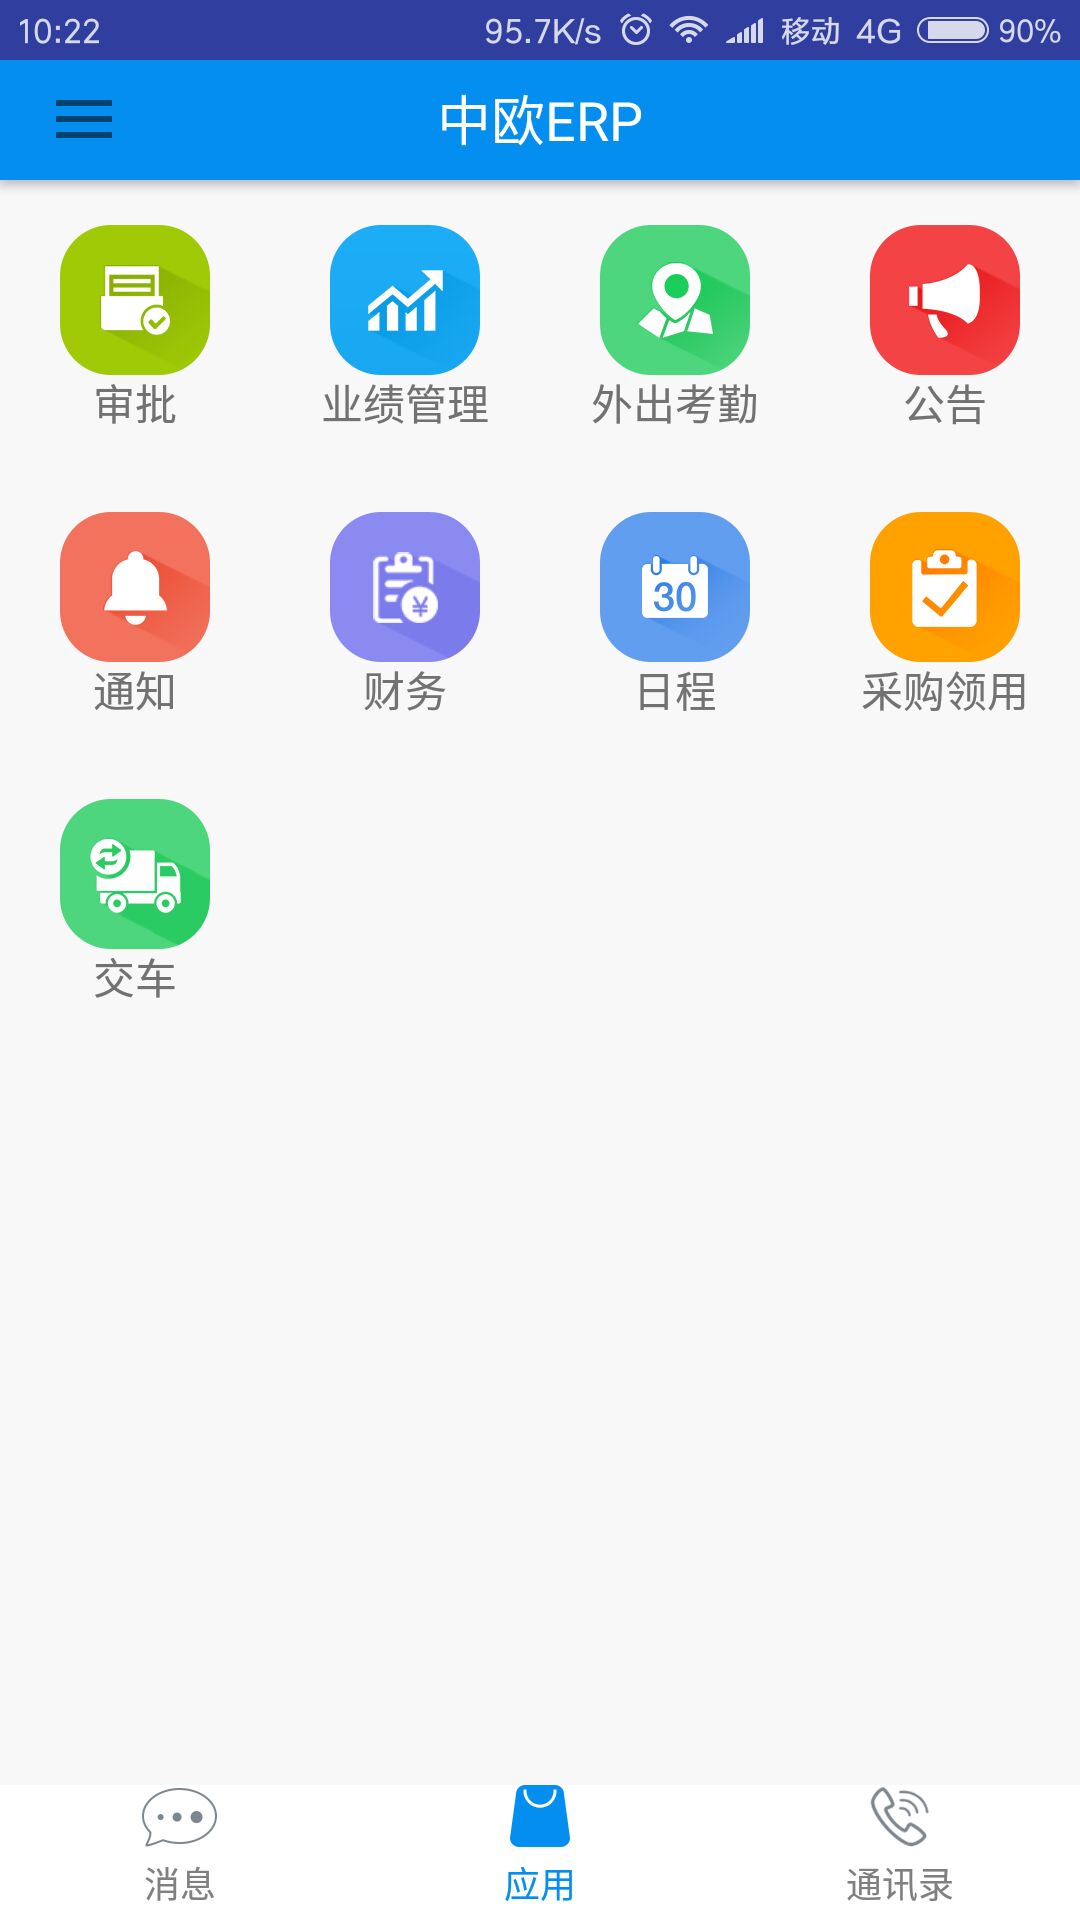 10:22 95.7K/s 移动 4G 90%
中欧ERP
审批 业绩管理 外出考勤 公告
¥ 30
通知 财务 日程 采购领用
交车
消息 应用 通讯录